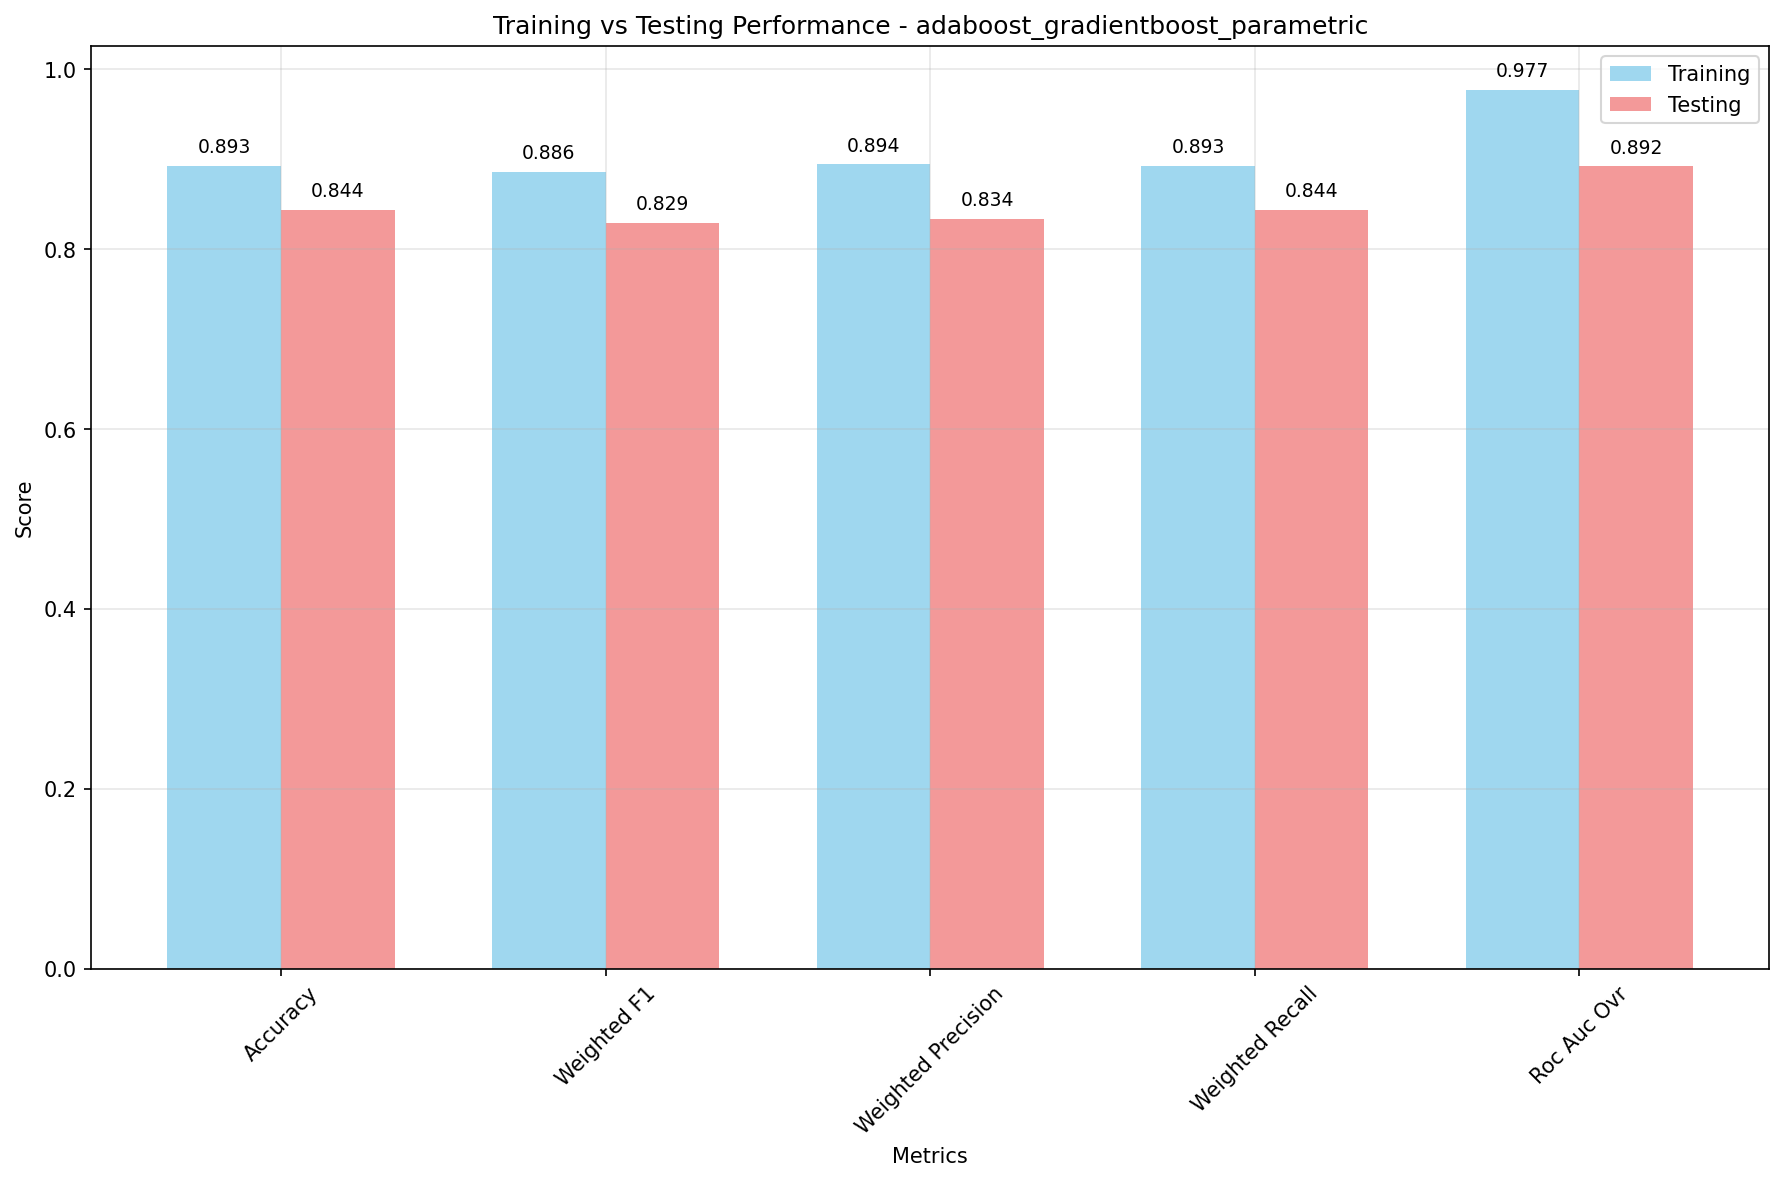 Training vs Testing Performance - adaboost_gradientboost_parametric
Training
Testing
0.977
0.893
0.886
0.894
0.893
0.892
0.844
0.829
0.834
0.844
1.0
0.8
0.6
0.4
0.2
0.0
Score
Accuracy
Weighted F1
Weighted Precision
Weighted Recall
Roc Auc Ovr
Metrics